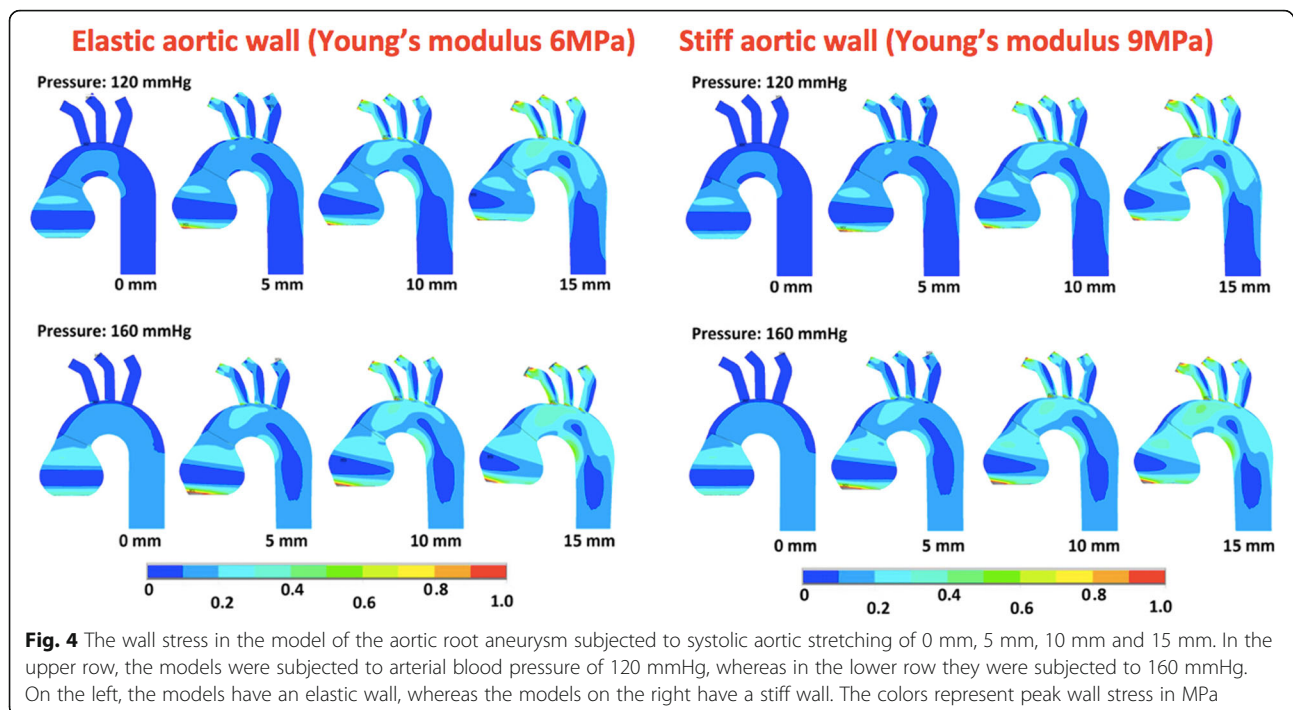 Elastic aortic wall (Young's modulus 6MPa) Stiff aortic wall (Young's modulus 9MPa)
Pressure: 120 mmHg Pressure: 120 mmHg
0 mm 5 mm 10 mm 15 mm 0 mm 5 mm 10 mm 15 mm
Pressure: 160 mmHg Pressure: 160 mmHg
0 mm 5 mm 10 mm 15 mm 0 mm 5 mm 10 mm 15 mm
0 0.2 0.4 0.6 0.8 1.0 0 0.2 0.4 0.6 0.8 1.0
Fig. 4 The wall stress in the model of the aortic root aneurysm subjected to systolic aortic stretching of 0 mm, 5 mm, 10 mm and 15 mm. In the
upper row, the models were subjected to arterial blood pressure of 120 mmHg, whereas in the lower row they were subjected to 160 mmHg.
On the left, the models have an elastic wall, whereas the models on the right have a stiff wall. The colors represent peak wall stress in MPa